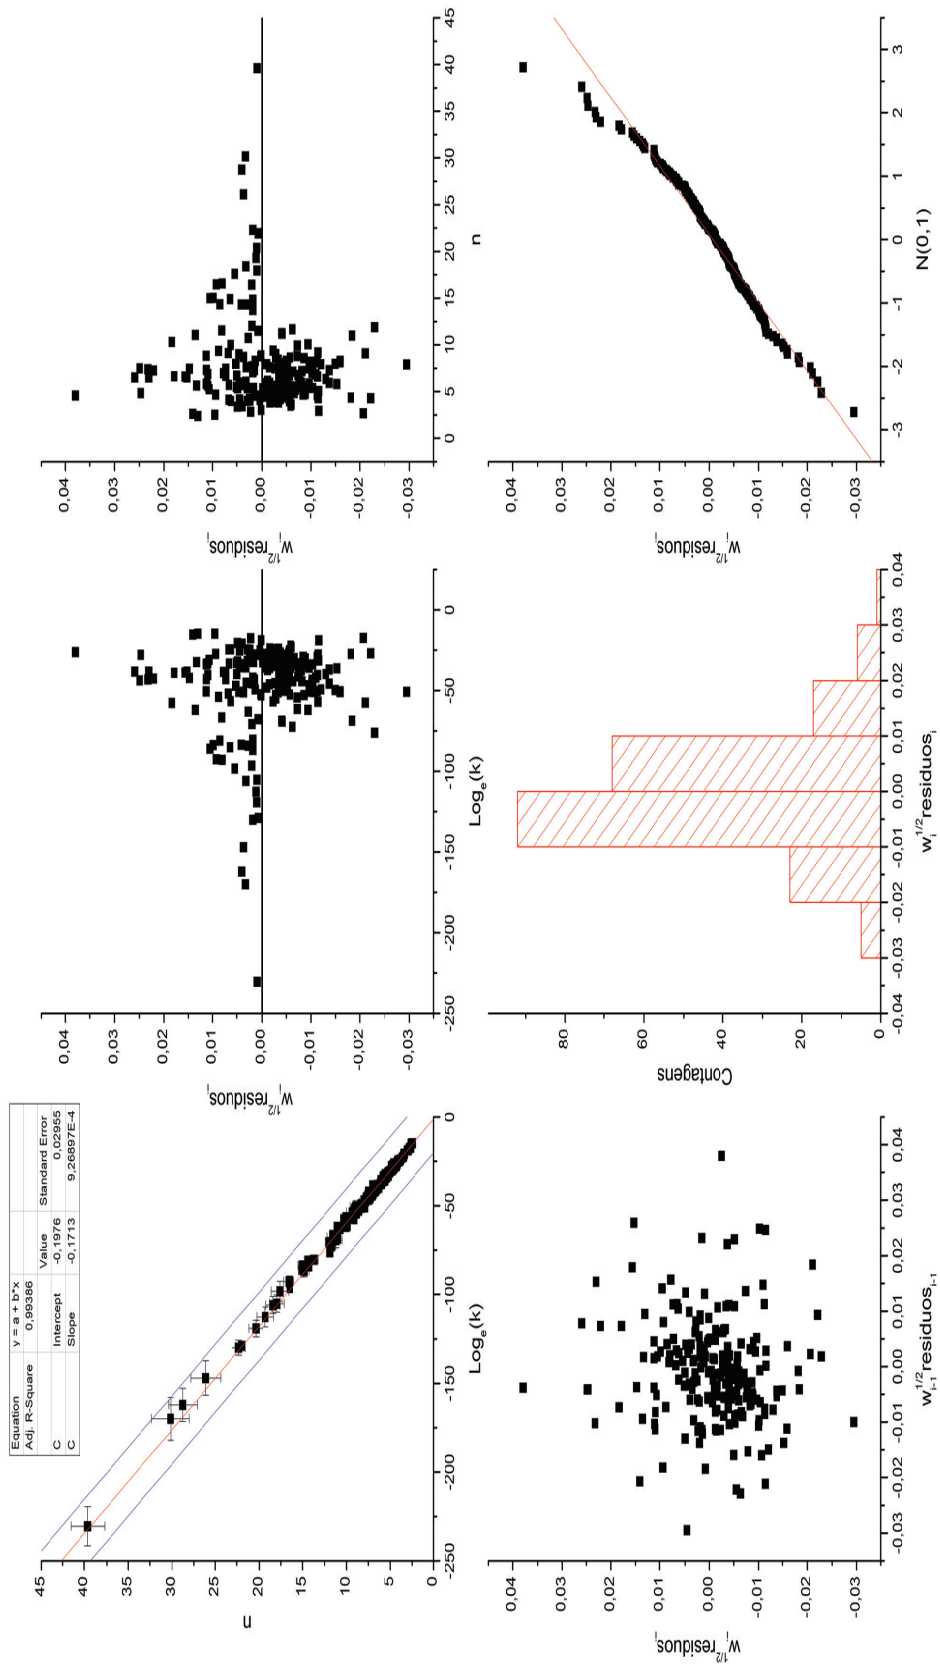 Equation y = a + b*x
Adj. R-Square 0,99386
Value Standard Error
C Intercept -0,1976 0,02955
C Slope -0,1713 9,26897E-4
45
40
35
30
25
20
15
10
5
0
n
-250 -200 -150 -100 -50 0
Log_e(k)
0,04
0,03
0,02
0,01
0,00
-0,01
-0,02
-0,03
w_i^1/2 residuos_i
-250 -200 -150 -100 -50 0
Log_e(k)
0,04
0,03
0,02
0,01
0,00
-0,01
-0,02
-0,03
w_i^1/2 residuos_i
0 5 10 15 20 25 30 35 40 45
n
0,04
0,03
0,02
0,01
0,00
-0,01
-0,02
-0,03
w_i^1/2 residuos_i
-0,03 -0,02 -0,01 0,00 0,01 0,02 0,03 0,04
w_i-1^1/2 residuos_i-1
80
60
40
20
0
Contagens
-0,04 -0,03 -0,02 -0,01 0,00 0,01 0,02 0,03 0,04
w_i^1/2 residuos_i
0,04
0,03
0,02
0,01
0,00
-0,01
-0,02
-0,03
w_i^1/2 residuos_i
-3 -2 -1 0 1 2 3
N(0,1)